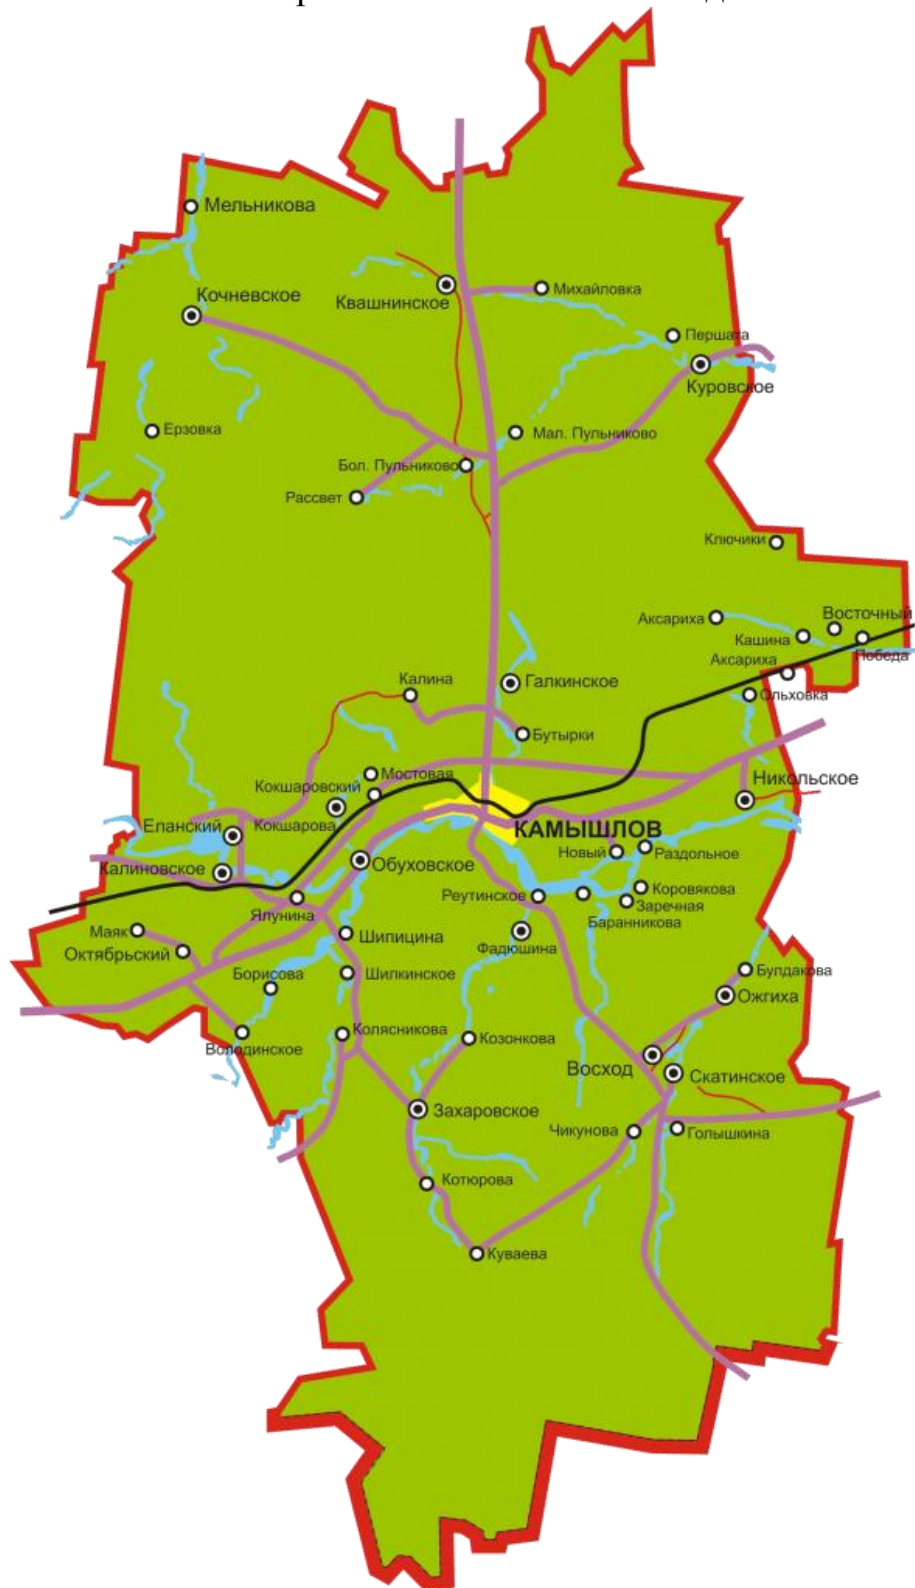 Мельникова
Кочневское
Квашнинское
Михайловка
Першата
Куровское
Ерзовка
Мал. Пульниково
Бол. Пульниково
Рассвет
Ключики
Аксариха
Восточный
Кашина
Победа
Аксариха
Ольховка
Калина
Галкинское
Бутырки
Мостовая
Кокшаровский
Никольское
Кокшарова
Еланский
КАМЫШЛОВ
Новый
Раздольное
Обуховское
Калиновское
Реутинское
Коровякова
Заречная
Баранникова
Ялунина
Маяк
Шипицина
Фадюшина
Октябрьский
Борисова
Шилкинское
Булдакова
Ожгиха
Володинское
Колясникова
Козонкова
Восход
Скатинское
Захаровское
Чикунова
Голышкина
Котюрова
Куваева